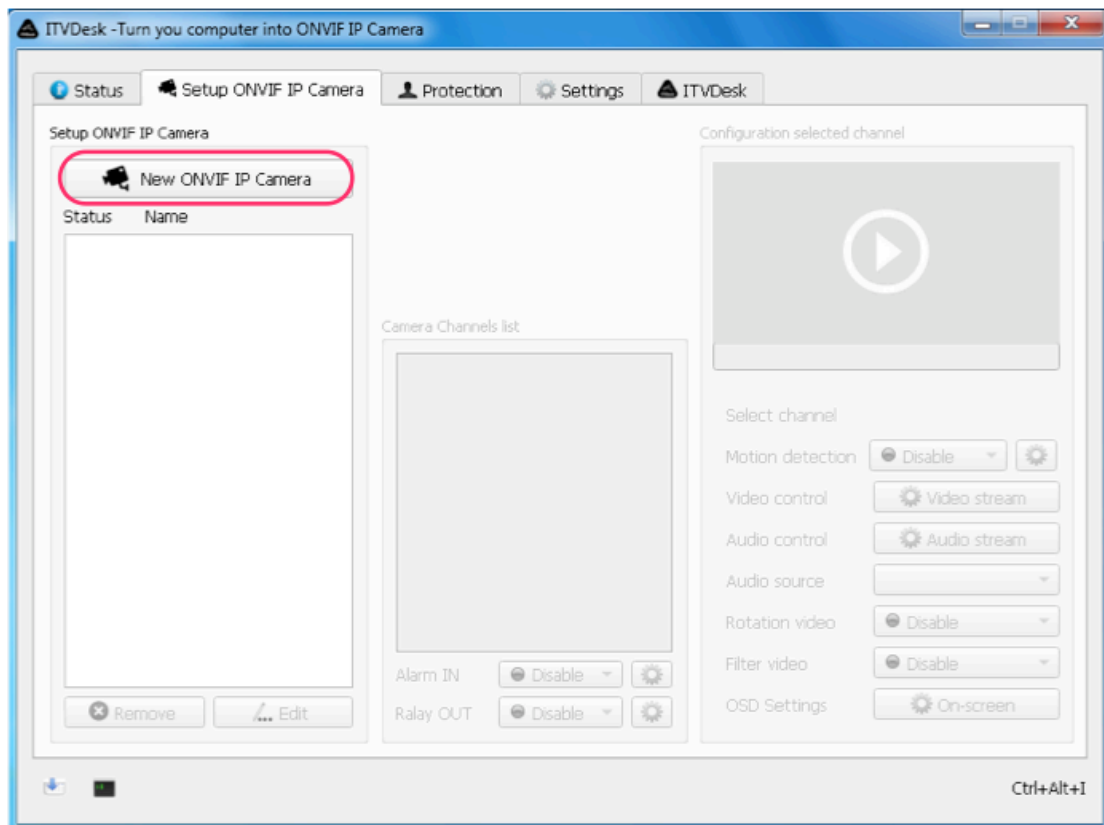 ITVDesk -Turn you computer into ONVIF IP Camera
Status
Setup ONVIF IP Camera
Protection
Settings
ITVDesk
Setup ONVIF IP Camera
New ONVIF IP Camera
Status Name
Remove
Edit
Camera Channels list
Alarm IN Disable
Ralay OUT Disable
Configuration selected channel
Select channel
Motion detection Disable
Video control Video stream
Audio control Audio stream
Audio source
Rotation video Disable
Filter video Disable
OSD Settings On-screen
Ctrl+Alt+I